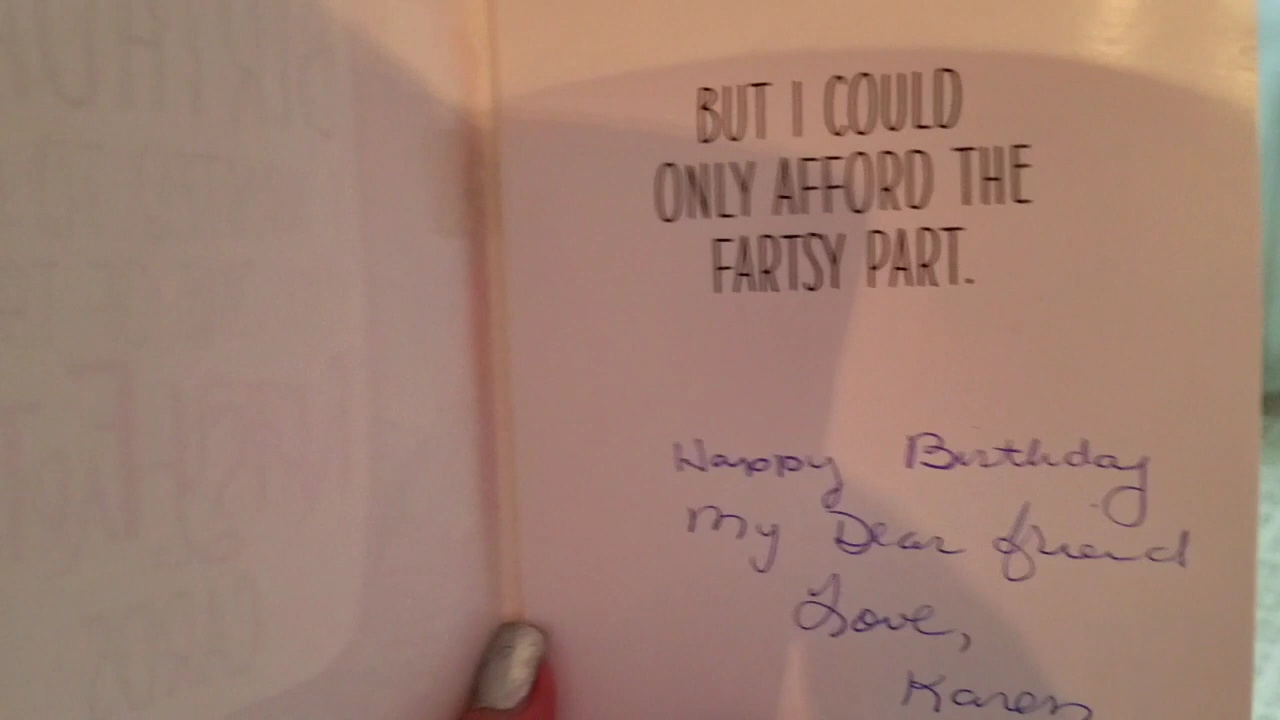 BUT I COULD
ONLY AFFORD THE
FARTSY PART.
Happy Birthday
My Dear friend
Love,
Karen